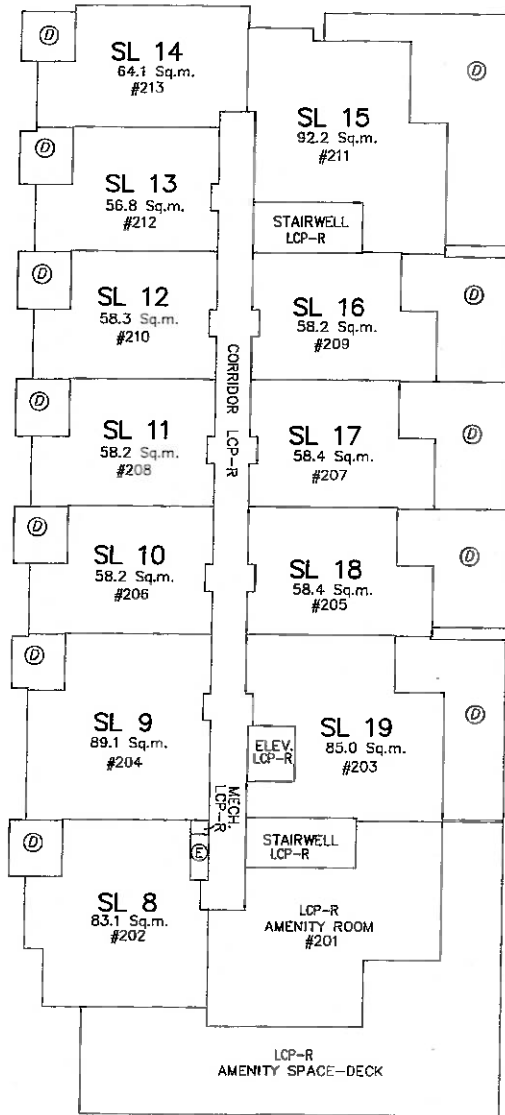 D
SL 14
64.1 Sq.m.
#213
D
SL 15
92.2 Sq.m.
#211
D
SL 13
56.8 Sq.m.
#212
STAIRWELL
LCP-R
D
SL 12
58.3 Sq.m.
#210
SL 16
58.2 Sq.m.
#209
D
CORRIDOR LCP-R
D
SL 11
58.2 Sq.m.
#208
SL 17
58.4 Sq.m.
#207
D
D
SL 10
58.2 Sq.m.
#206
SL 18
58.4 Sq.m.
#205
D
D
SL 9
89.1 Sq.m.
#204
ELEV.
LCP-R
SL 19
85.0 Sq.m.
#203
D
MECH.
LCP-R
D
SL 8
83.1 Sq.m.
#202
E
STAIRWELL
LCP-R
LCP-R
AMENITY ROOM
#201
LCP-R
AMENITY SPACE-DECK